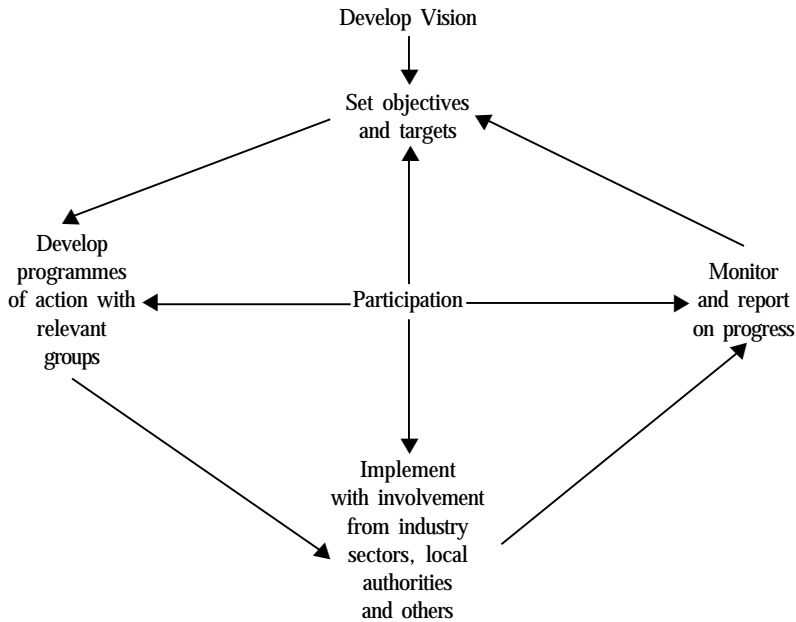 Develop Vision
Set objectives
and targets
Develop
programmes
of action with
relevant
groups
Participation
Monitor
and report
on progress
Implement
with involvement
from industry
sectors, local
authorities
and others